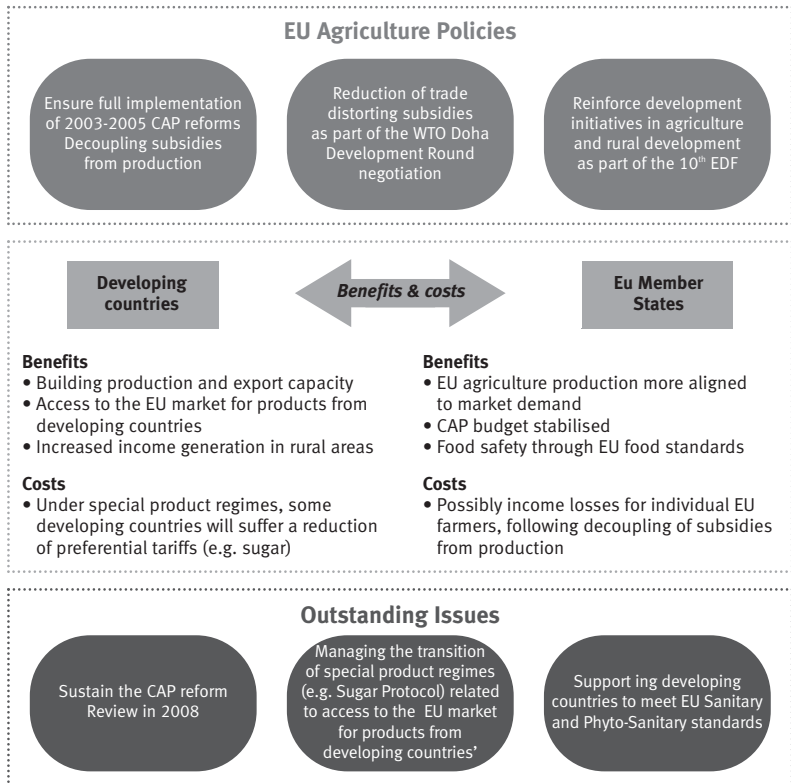 EU Agriculture Policies
Ensure full implementation
of 2003-2005 CAP reforms
Decoupling subsidies
from production
Reduction of trade
distorting subsidies
as part of the WTO Doha
Development Round
negotiation
Reinforce development
initiatives in agriculture
and rural development
as part of the 10th EDF
Developing
countries
Benefits & costs
Eu Member
States
Benefits
• Building production and export capacity
• Access to the EU market for products from
developing countries
• Increased income generation in rural areas
Costs
• Under special product regimes, some
developing countries will suffer a reduction
of preferential tariffs (e.g. sugar)
Benefits
• EU agriculture production more aligned
to market demand
• CAP budget stabilised
• Food safety through EU food standards
Costs
• Possibly income losses for individual EU
farmers, following decoupling of subsidies
from production
Outstanding Issues
Sustain the CAP reform
Review in 2008
Managing the transition
of special product regimes
(e.g. Sugar Protocol) related
to access to the EU market
for products from
developing countries’
Support ing developing
countries to meet EU Sanitary
and Phyto-Sanitary standards